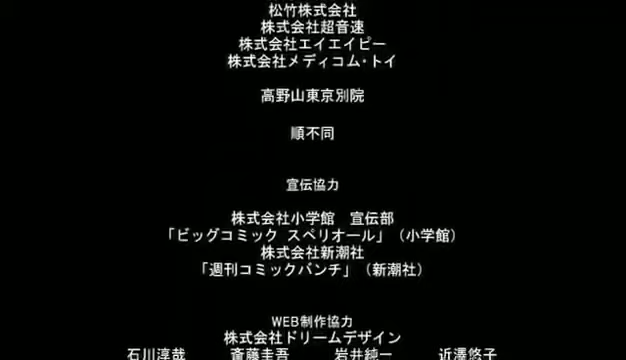 松竹株式会社
株式会社超音速
株式会社エイエイピー
株式会社メディコム・トイ
高野山東京別院
順不同
宣伝協力
株式会社小学館　宣伝部
「ビッグコミック スペリオール」（小学館）
株式会社新潮社
「週刊コミックバンチ」（新潮社）
WEB制作協力
株式会社ドリームデザイン
石川淳哉　斎藤圭吾　岩井純一　近澤悠子